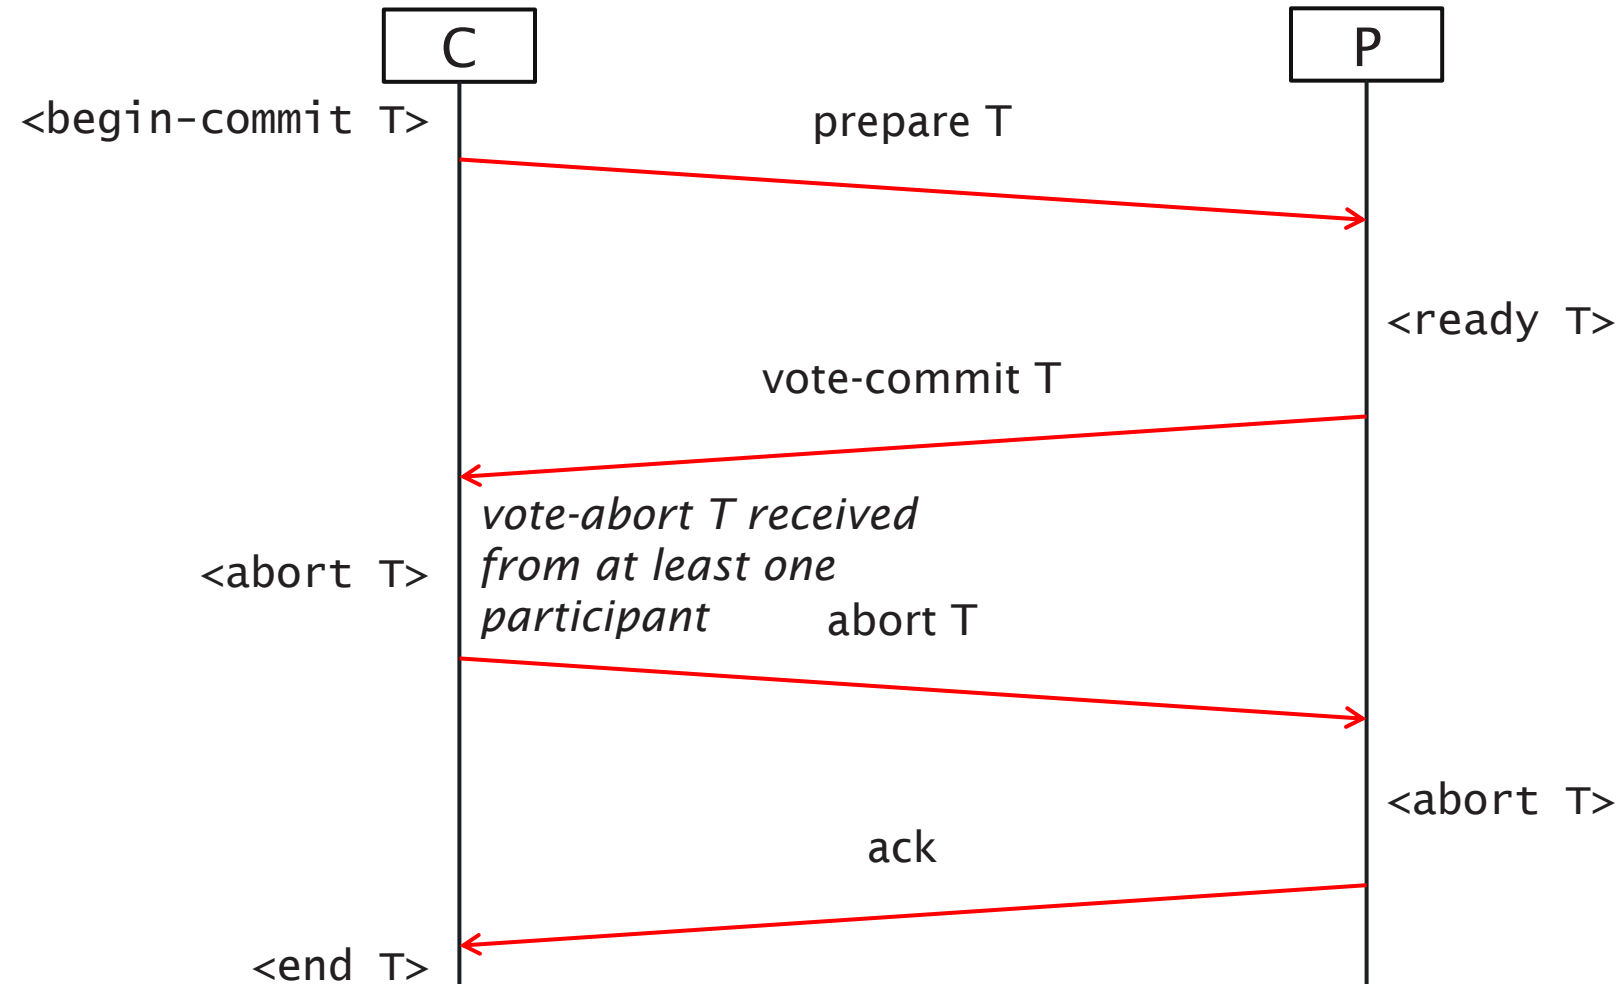 C
P
<begin-commit T>
prepare T
<ready T>
vote-commit T
vote-abort T received
from at least one
participant
<abort T>
abort T
<abort T>
ack
<end T>